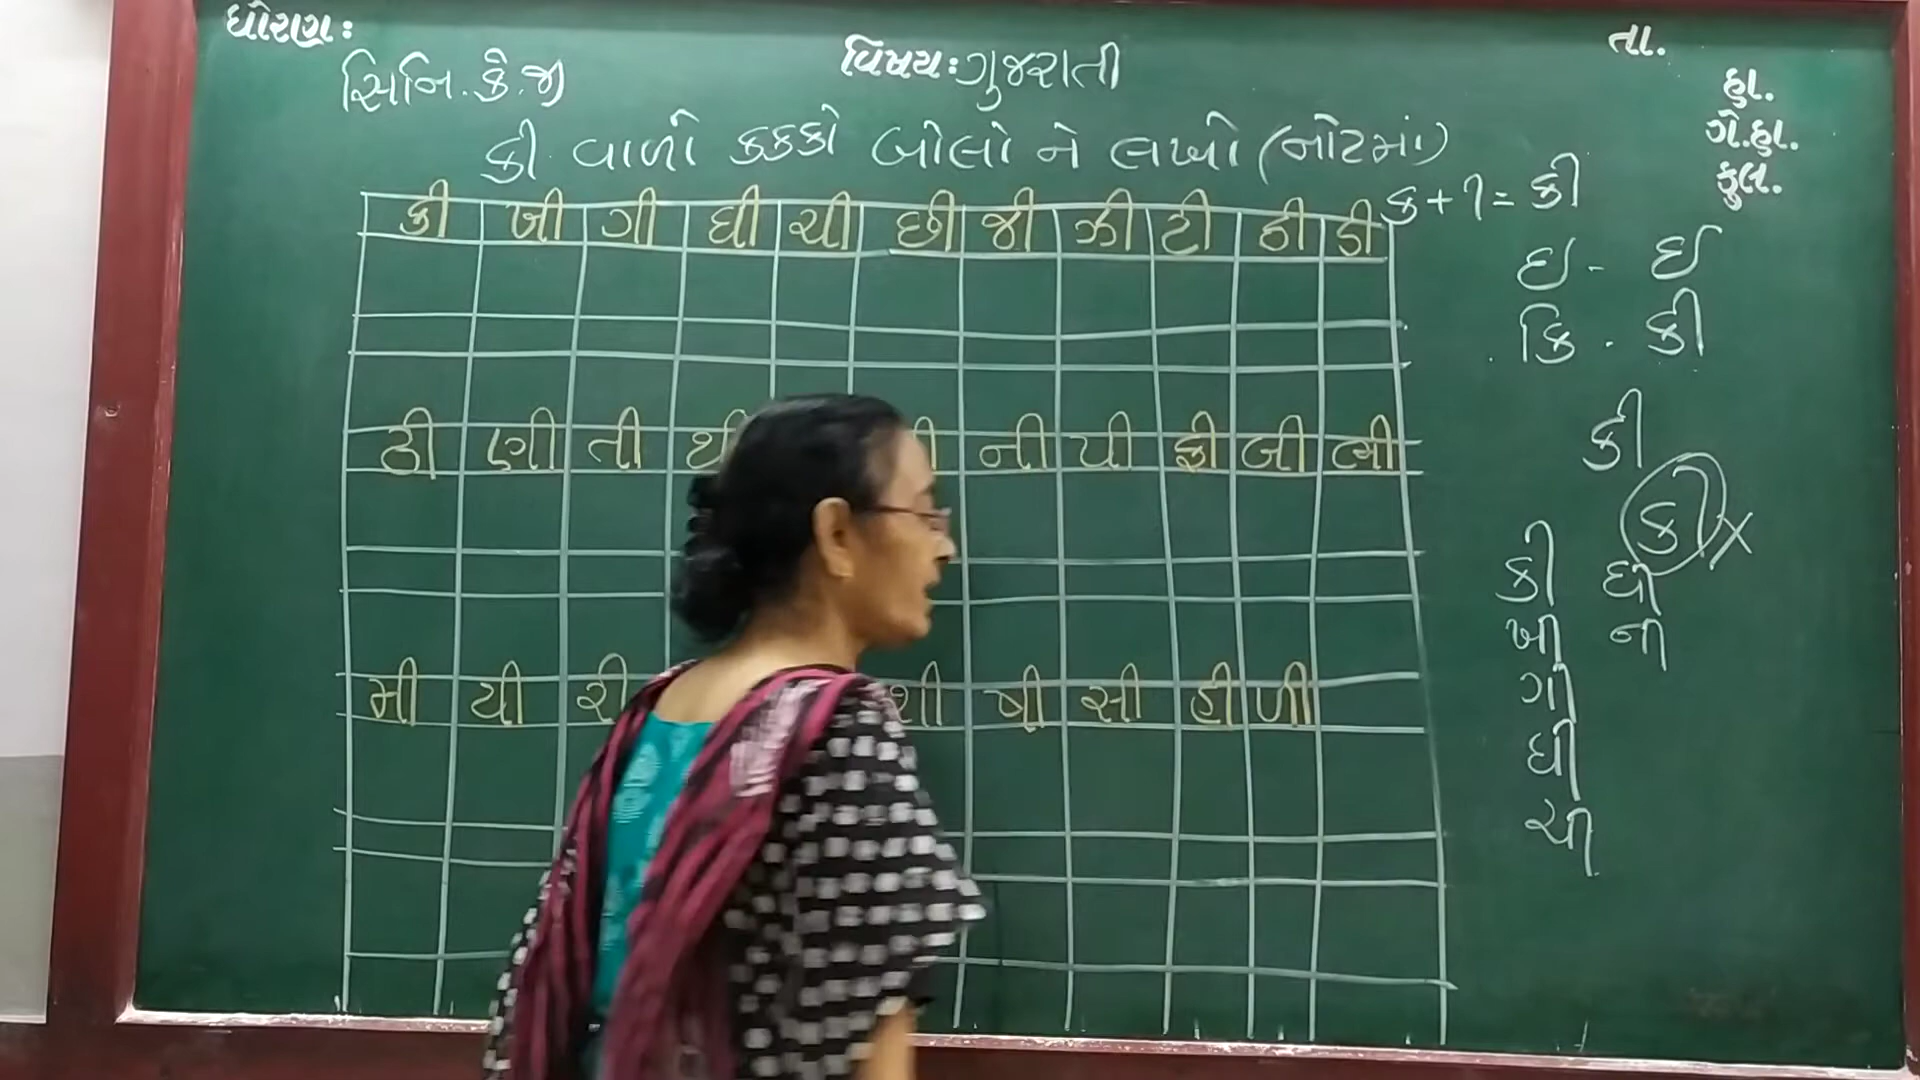 ધોરણ:
સિનિ. કે.જી
વિષય: ગુજરાતી
તા.
હા.
ગે.હા.
કુલ.
કી વાળો કક્કો બોલો ને લખો (નોટમાં)
કી ખી ગી ઘી ચી છી જી ઝી ટી ઠી ડી
ઢી ણી તી થી ની પી ફી બી ભી
મી યી રી શી ષી સી હી ળી
ક + ી = કી
ઇ - ઈ
કિ - કી
કી
કી x
કી ઘી
ખી ની
ગી
ઘી
ચી